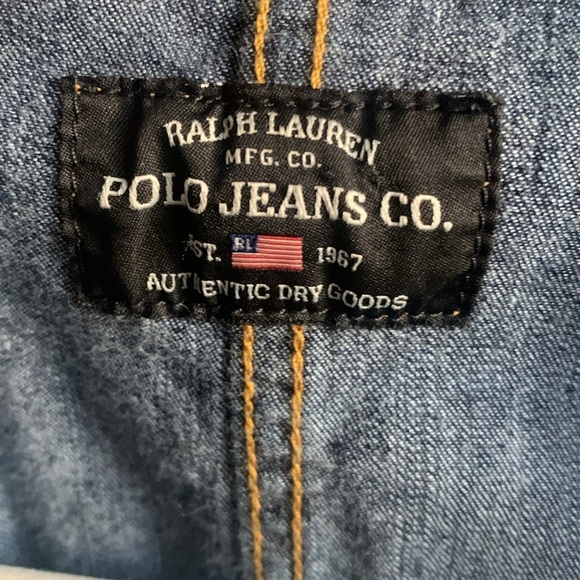 RALPH LAUREN
MFG. CO.
POLO JEANS CO.
EST. RL 1967
AUTHENTIC DRY GOODS